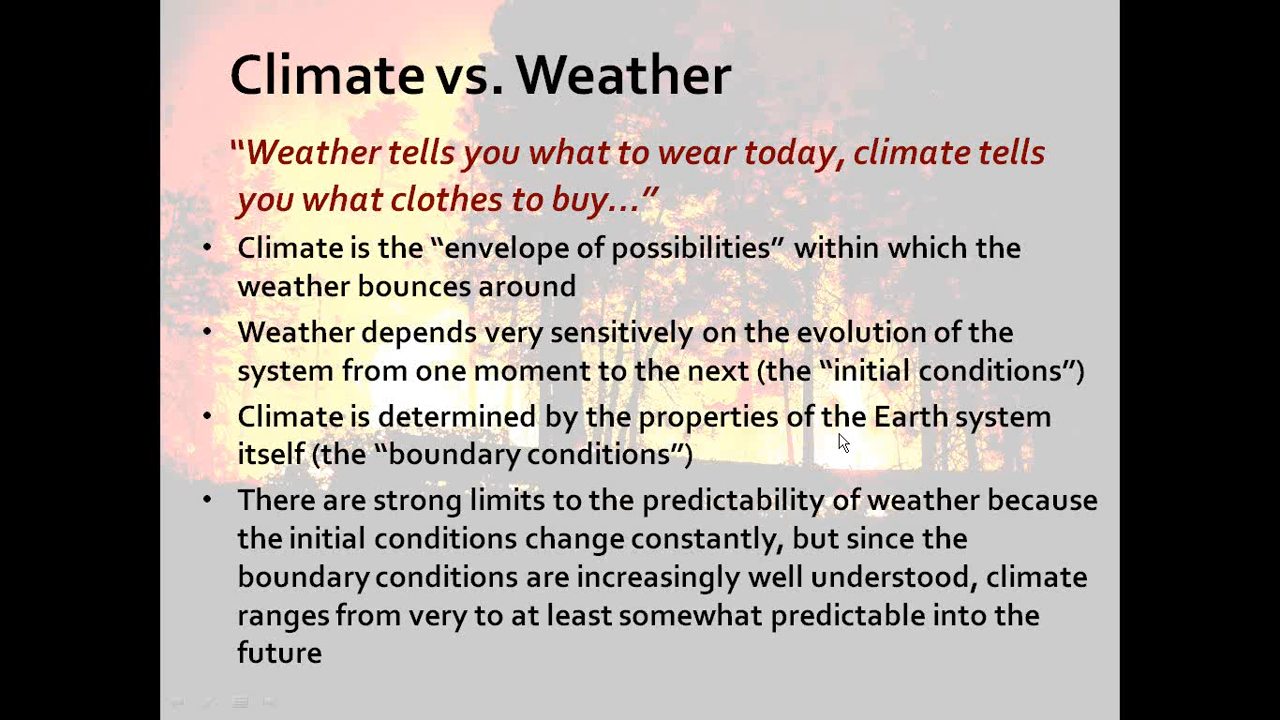 Climate vs. Weather
“Weather tells you what to wear today, climate tells
you what clothes to buy...”
• Climate is the “envelope of possibilities” within which the
weather bounces around
• Weather depends very sensitively on the evolution of the
system from one moment to the next (the “initial conditions”)
• Climate is determined by the properties of the Earth system
itself (the “boundary conditions”)
• There are strong limits to the predictability of weather because
the initial conditions change constantly, but since the
boundary conditions are increasingly well understood, climate
ranges from very to at least somewhat predictable into the
future